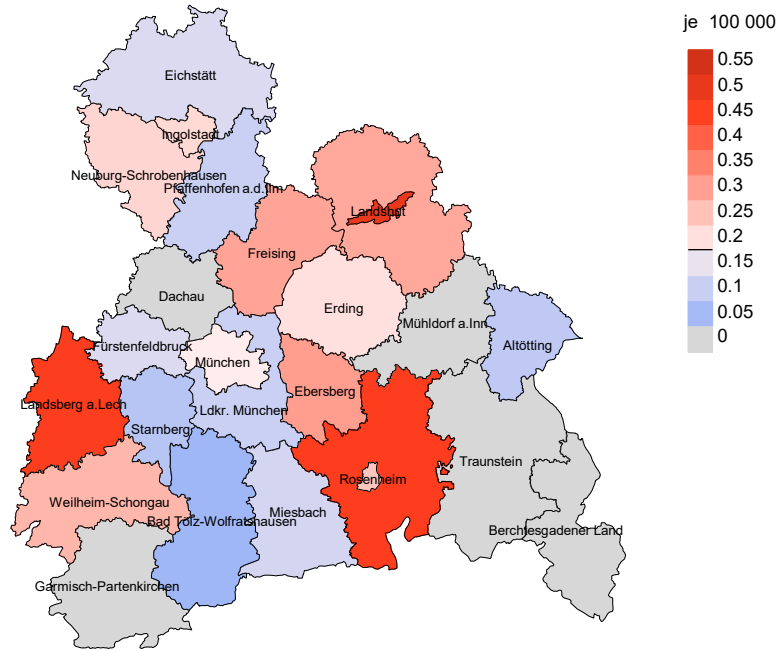 je 100 000
0.55
0.5
0.45
0.4
0.35
0.3
0.25
0.2
0.15
0.1
0.05
0
Eichstätt
Ingolstadt
Neuburg-Schrobenhausen
Pfaffenhofen a.d.Ilm
Landshut
Freising
Dachau
Erding
Mühldorf a.Inn
Altötting
Fürstenfeldbruck
München
Ebersberg
Landsberg a.Lech
Ldkr. München
Starnberg
Traunstein
Rosenheim
Weilheim-Schongau
Miesbach
Bad Tölz-Wolfratshausen
Berchtesgadener Land
Garmisch-Partenkirchen